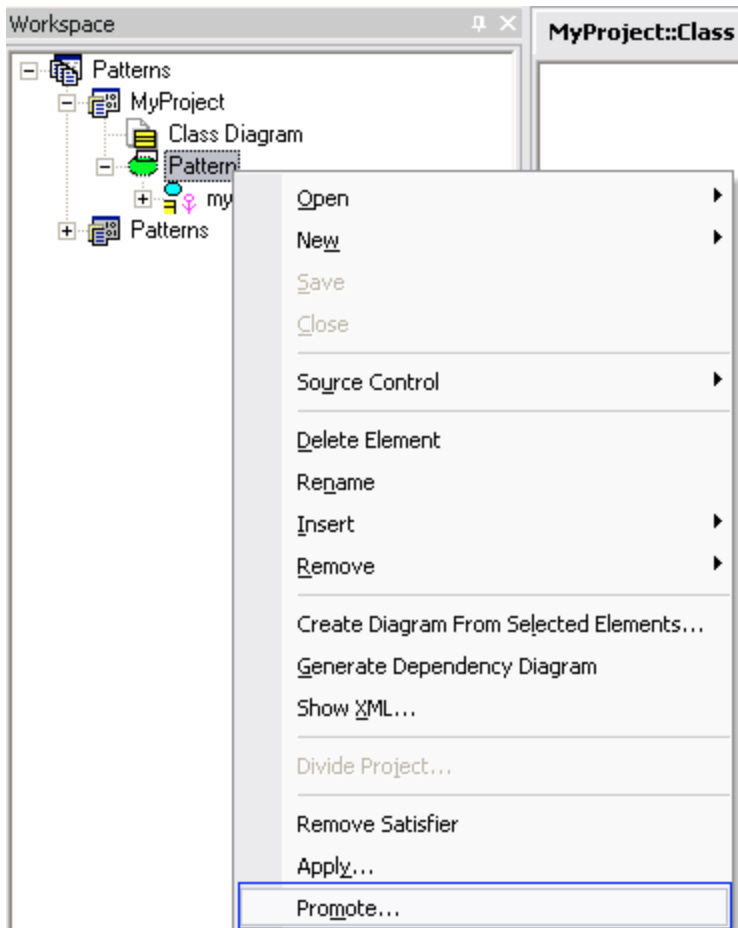 Workspace
MyProject::Class
Patterns
MyProject
Class Diagram
Pattern
my
Patterns
Open
New
Save
Close
Source Control
Delete Element
Rename
Insert
Remove
Create Diagram From Selected Elements...
Generate Dependency Diagram
Show XML...
Divide Project...
Remove Satisfier
Apply...
Promote...